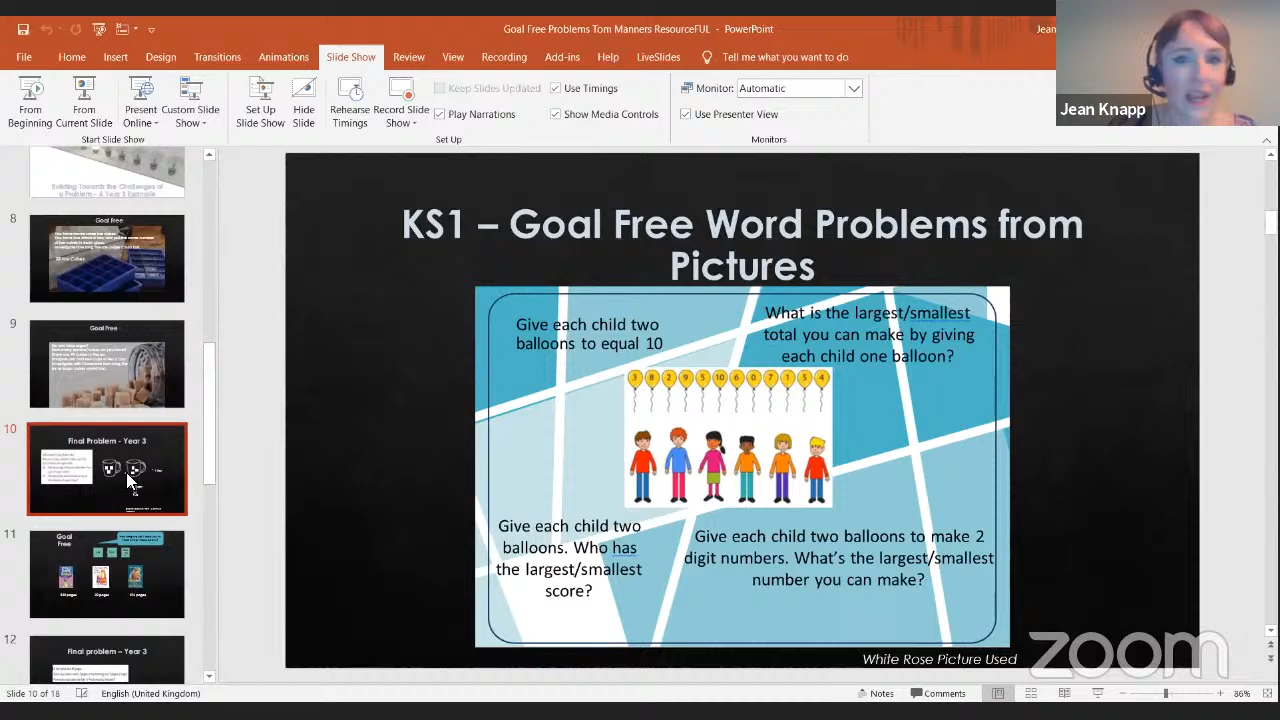 Goal Free Problems Tom Manners ResourceFUL - PowerPoint
Jean
File Home Insert Design Transitions Animations Slide Show Review View Recording Add-ins Help LiveSlides Tell me what you want to do
From Beginning
From Current Slide
Present Online
Custom Slide Show
Set Up Slide Show
Hide Slide
Rehearse Timings
Record Slide Show
Keep Slides Updated
Play Narrations
Use Timings
Show Media Controls
Monitor: Automatic
Use Presenter View
Start Slide Show
Set Up
Monitors
Jean Knapp
Building Towards the Challenges of
a Problem – A Year 5 Example
8
Goal Free
9
Goal Free
10
Final Problem - Year 3
11
Goal
Free
12
Final problem – Year 3
KS1 – Goal Free Word Problems from
Pictures
Give each child two
balloons to equal 10
What is the largest/smallest
total you can make by giving
each child one balloon?
3 8 2 9 5 10 6 0 7 1 5 4
Give each child two
balloons. Who has
the largest/smallest
score?
Give each child two balloons to make 2
digit numbers. What's the largest/smallest
number you can make?
White Rose Picture Used
zoom
Slide 10 of 18 English (United Kingdom)
Notes Comments 86%